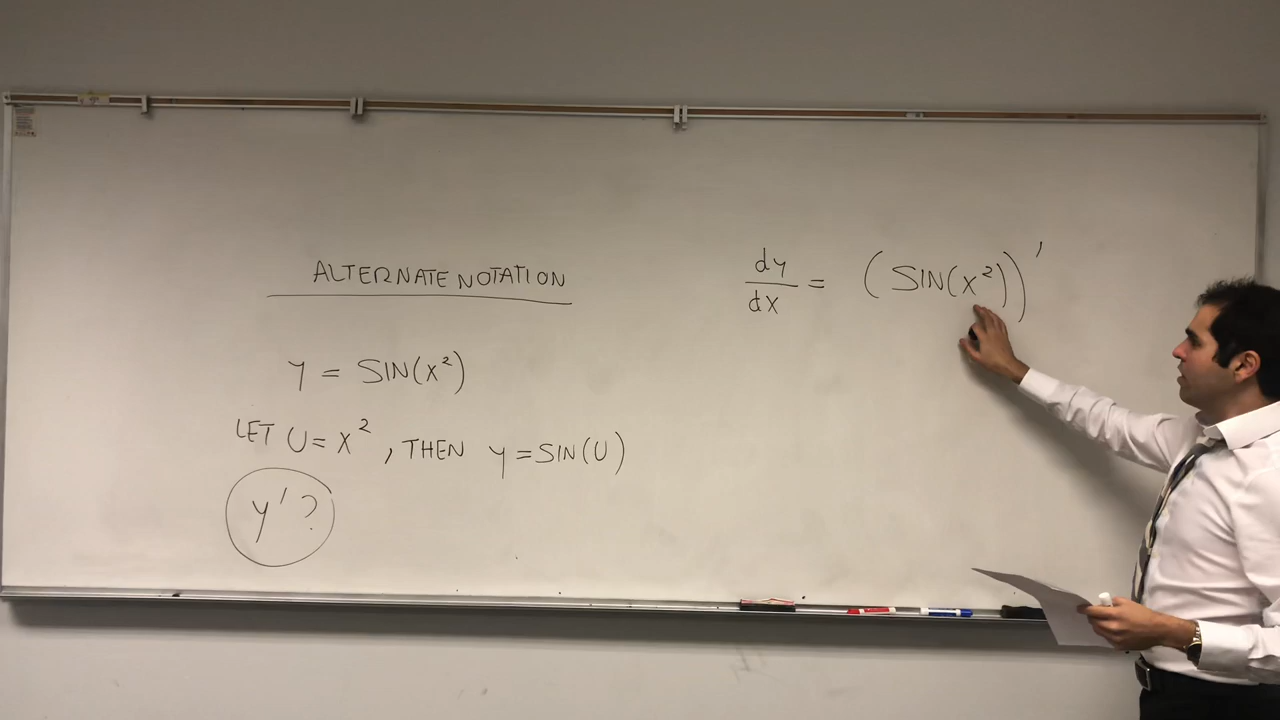 ALTERNATE NOTATION
y = SIN(x²)
LET U = x², THEN y = SIN(U)
y'?
dy/dx = (SIN(x²))'